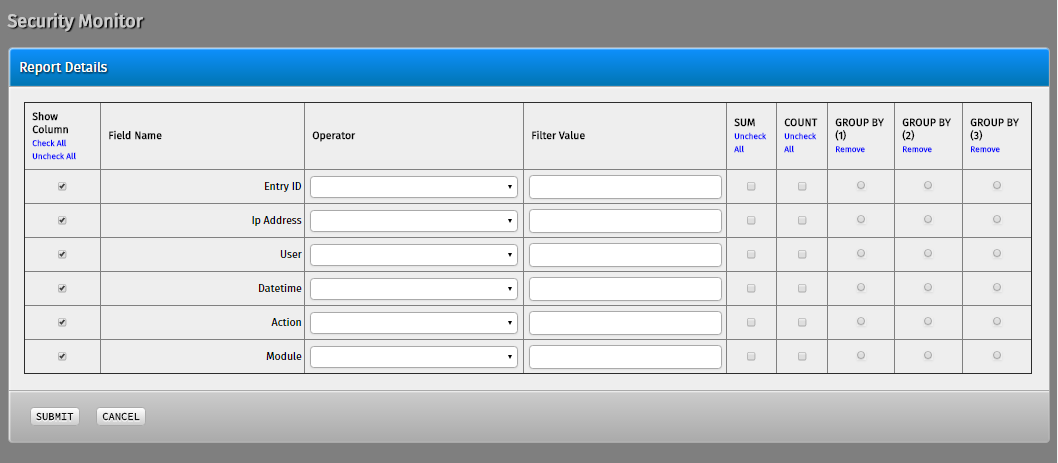 Security Monitor
Report Details
Show
Column
Check All
Uncheck All
Field Name
Operator
Filter Value
SUM
Uncheck
All
COUNT
Uncheck
All
GROUP BY
(1)
Remove
GROUP BY
(2)
Remove
GROUP BY
(3)
Remove
Entry ID
Ip Address
User
Datetime
Action
Module
SUBMIT
CANCEL